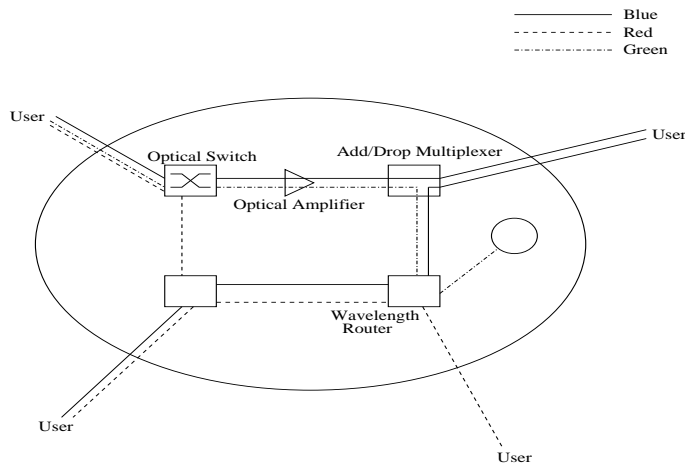 Blue
Red
Green
User
User
Optical Switch
Add/Drop Multiplexer
Optical Amplifier
Wavelength
Router
User
User